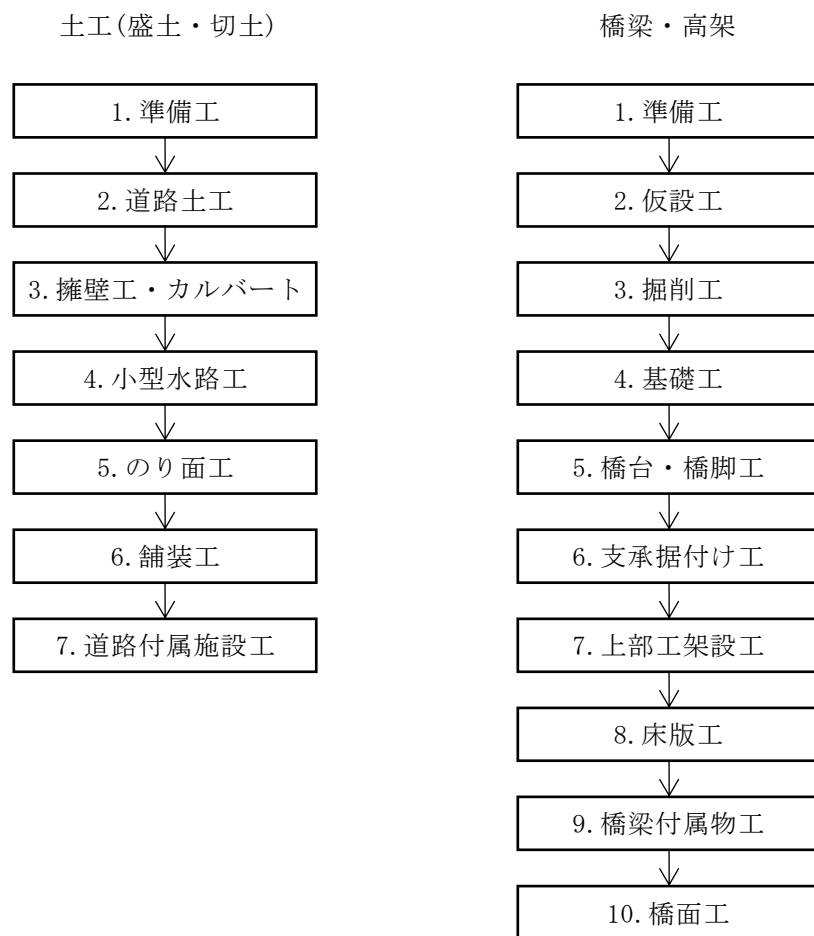 土工(盛土・切土)
1.準備工
2.道路土工
3.擁壁工・カルバート
4.小型水路工
5.のり面工
6.舗装工
7.道路付属施設工
橋梁・高架
1.準備工
2.仮設工
3.掘削工
4.基礎工
5.橋台・橋脚工
6.支承据付け工
7.上部工架設工
8.床版工
9.橋梁付属物工
10.橋面工